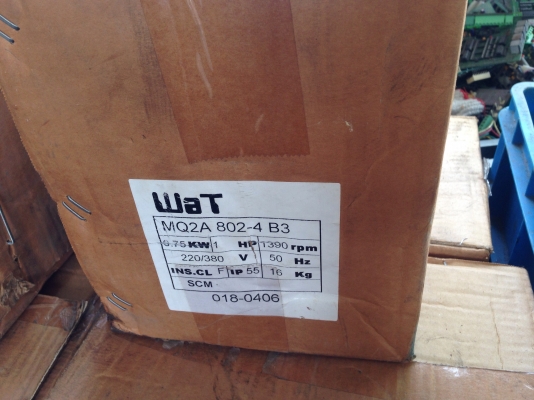 WaT
MQ2A 802-4 B3
0.75 KW 1 HP 1390 rpm
220/380 V 50 Hz
INS.CL F IP 55 16 Kg
SCM
018-0406